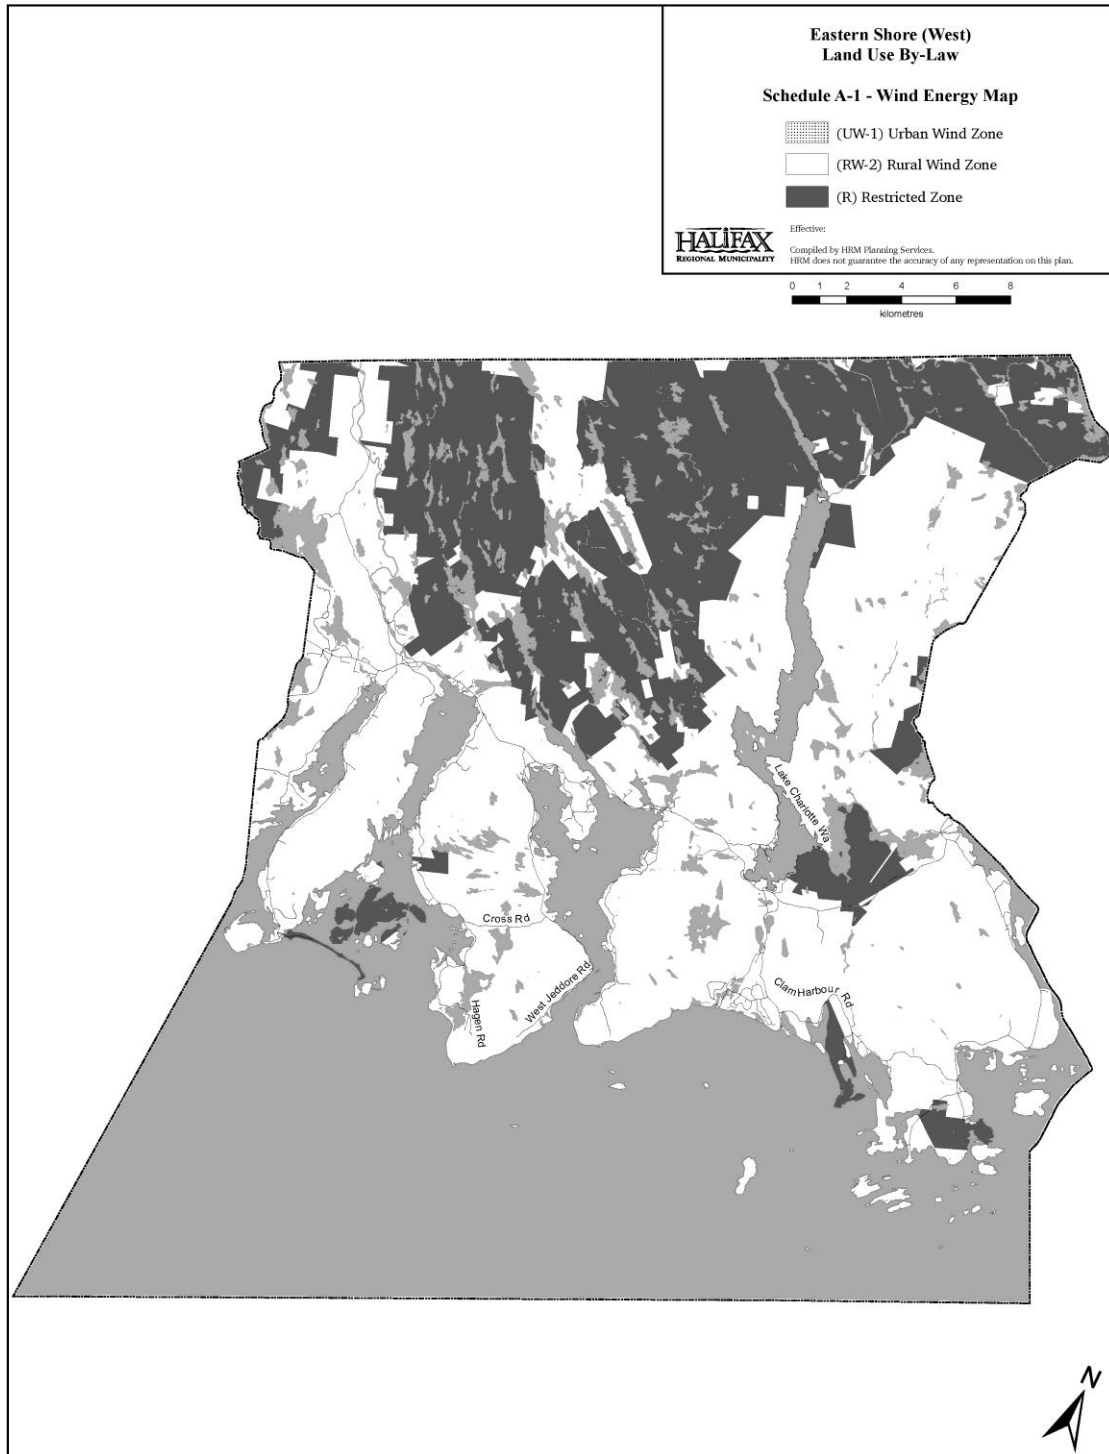 Eastern Shore (West)
Land Use By-Law
Schedule A-1 - Wind Energy Map
(UW-1) Urban Wind Zone
(RW-2) Rural Wind Zone
(R) Restricted Zone
HALIFAX
REGIONAL MUNICIPALITY
Effective:
Compiled by HRM Planning Services.
HRM does not guarantee the accuracy of any representation on this plan.
0 1 2 4 6 8
kilometres
Lake Charlotte Wa
Cross Rd
West Jeddore Rd
Hagen Rd
Clam Harbour Rd
N